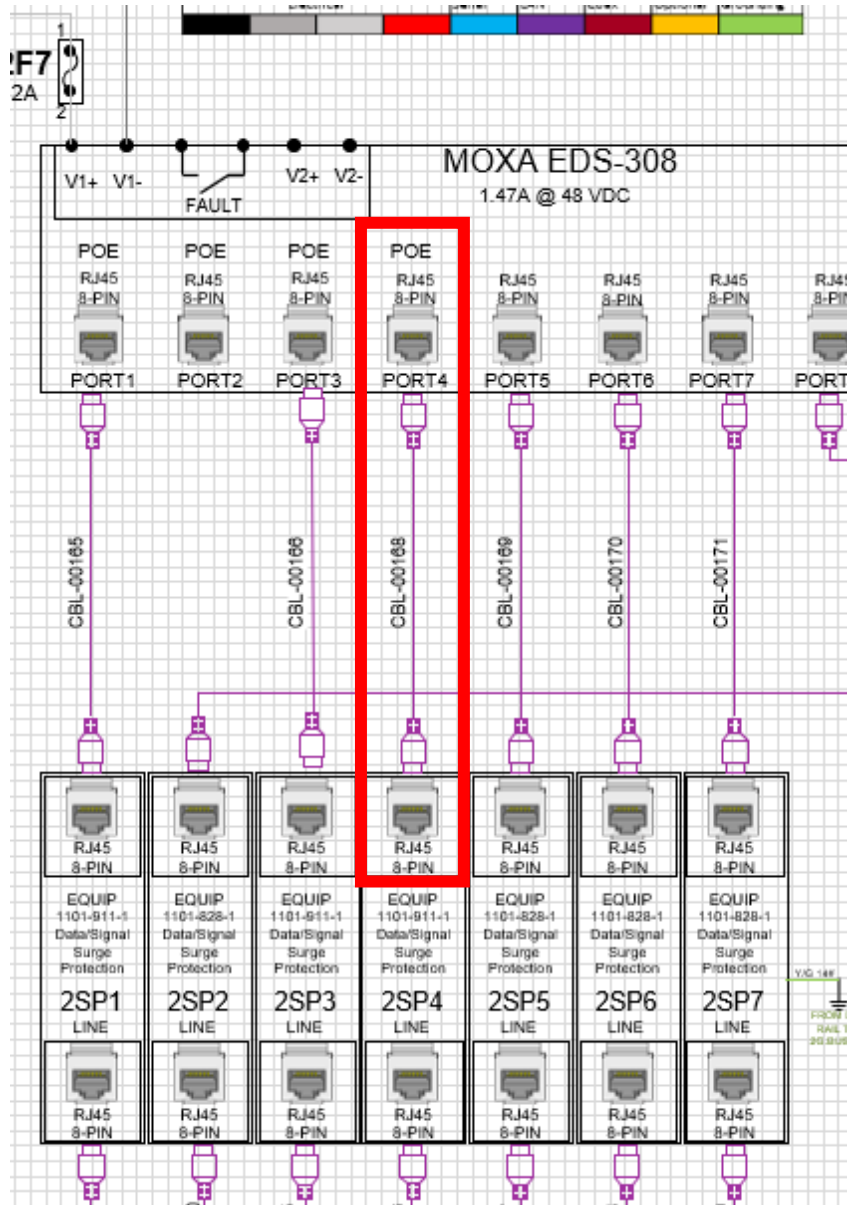 1
2A
2
MOXA EDS-308
1.47A @ 48 VDC
V1+ V1- V2+ V2-
FAULT
POE POE POE POE
RJ45 RJ45 RJ45 RJ45 RJ45 RJ45 RJ45
8-PIN 8-PIN 8-PIN 8-PIN 8-PIN 8-PIN 8-PIN
PORT1 PORT2 PORT3 PORT4 PORT5 PORT6 PORT7 PORT
CBL-00165 CBL-00166 CBL-00168 CBL-00169 CBL-00170 CBL-00171
RJ45 RJ45 RJ45 RJ45 RJ45 RJ45 RJ45
8-PIN 8-PIN 8-PIN 8-PIN 8-PIN 8-PIN 8-PIN
EQUIP EQUIP EQUIP EQUIP EQUIP EQUIP EQUIP
1101-911-1 1101-828-1 1101-911-1 1101-911-1 1101-828-1 1101-828-1 1101-828-1
Data/Signal Data/Signal Data/Signal Data/Signal Data/Signal Data/Signal Data/Signal
Surge Surge Surge Surge Surge Surge Surge
Protection Protection Protection Protection Protection Protection Protection
Y/G 14#
2SP1 2SP2 2SP3 2SP4 2SP5 2SP6 2SP7
LINE LINE LINE LINE LINE LINE LINE
FROM
RAIL
RJ45 RJ45 RJ45 RJ45 RJ45 RJ45 RJ45
8-PIN 8-PIN 8-PIN 8-PIN 8-PIN 8-PIN 8-PIN